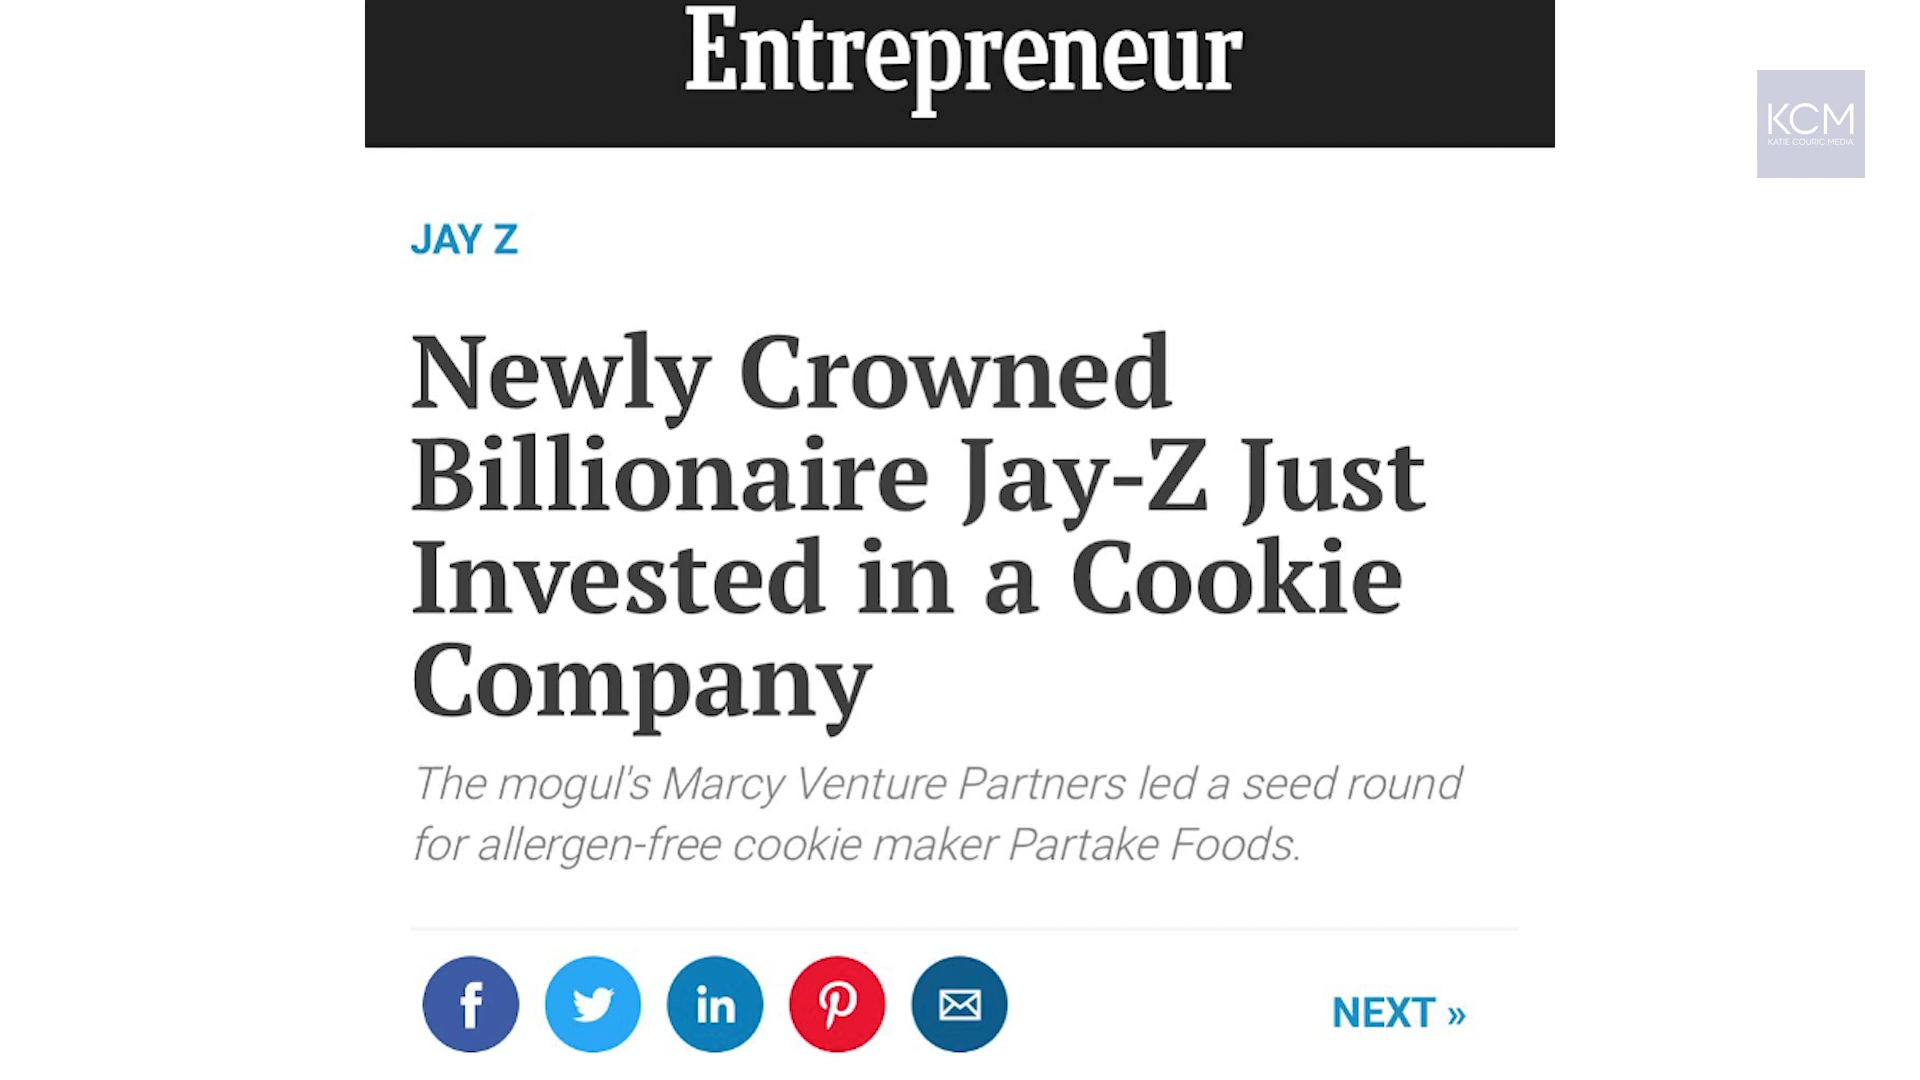 Entrepreneur
KCM
KATIE COURIC MEDIA
JAY Z
Newly Crowned
Billionaire Jay-Z Just
Invested in a Cookie
Company
The mogul's Marcy Venture Partners led a seed round
for allergen-free cookie maker Partake Foods.
f
in
NEXT »